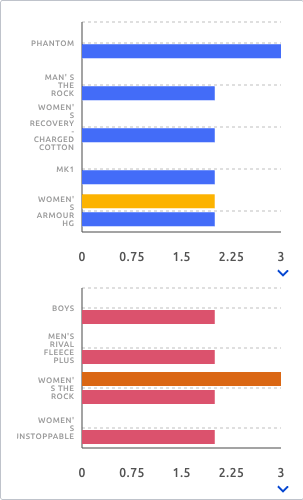 PHANTOM
MAN' S
THE
ROCK
WOMEN'
S
RECOVERY
-
CHARGED
COTTON
MK1
WOMEN'
S
ARMOUR
HG
0 0.75 1.5 2.25 3
BOYS
MEN'S
RIVAL
FLEECE
PLUS
WOMEN'
S THE
ROCK
WOMEN'
S
INSTOPPABLE
0 0.75 1.5 2.25 3